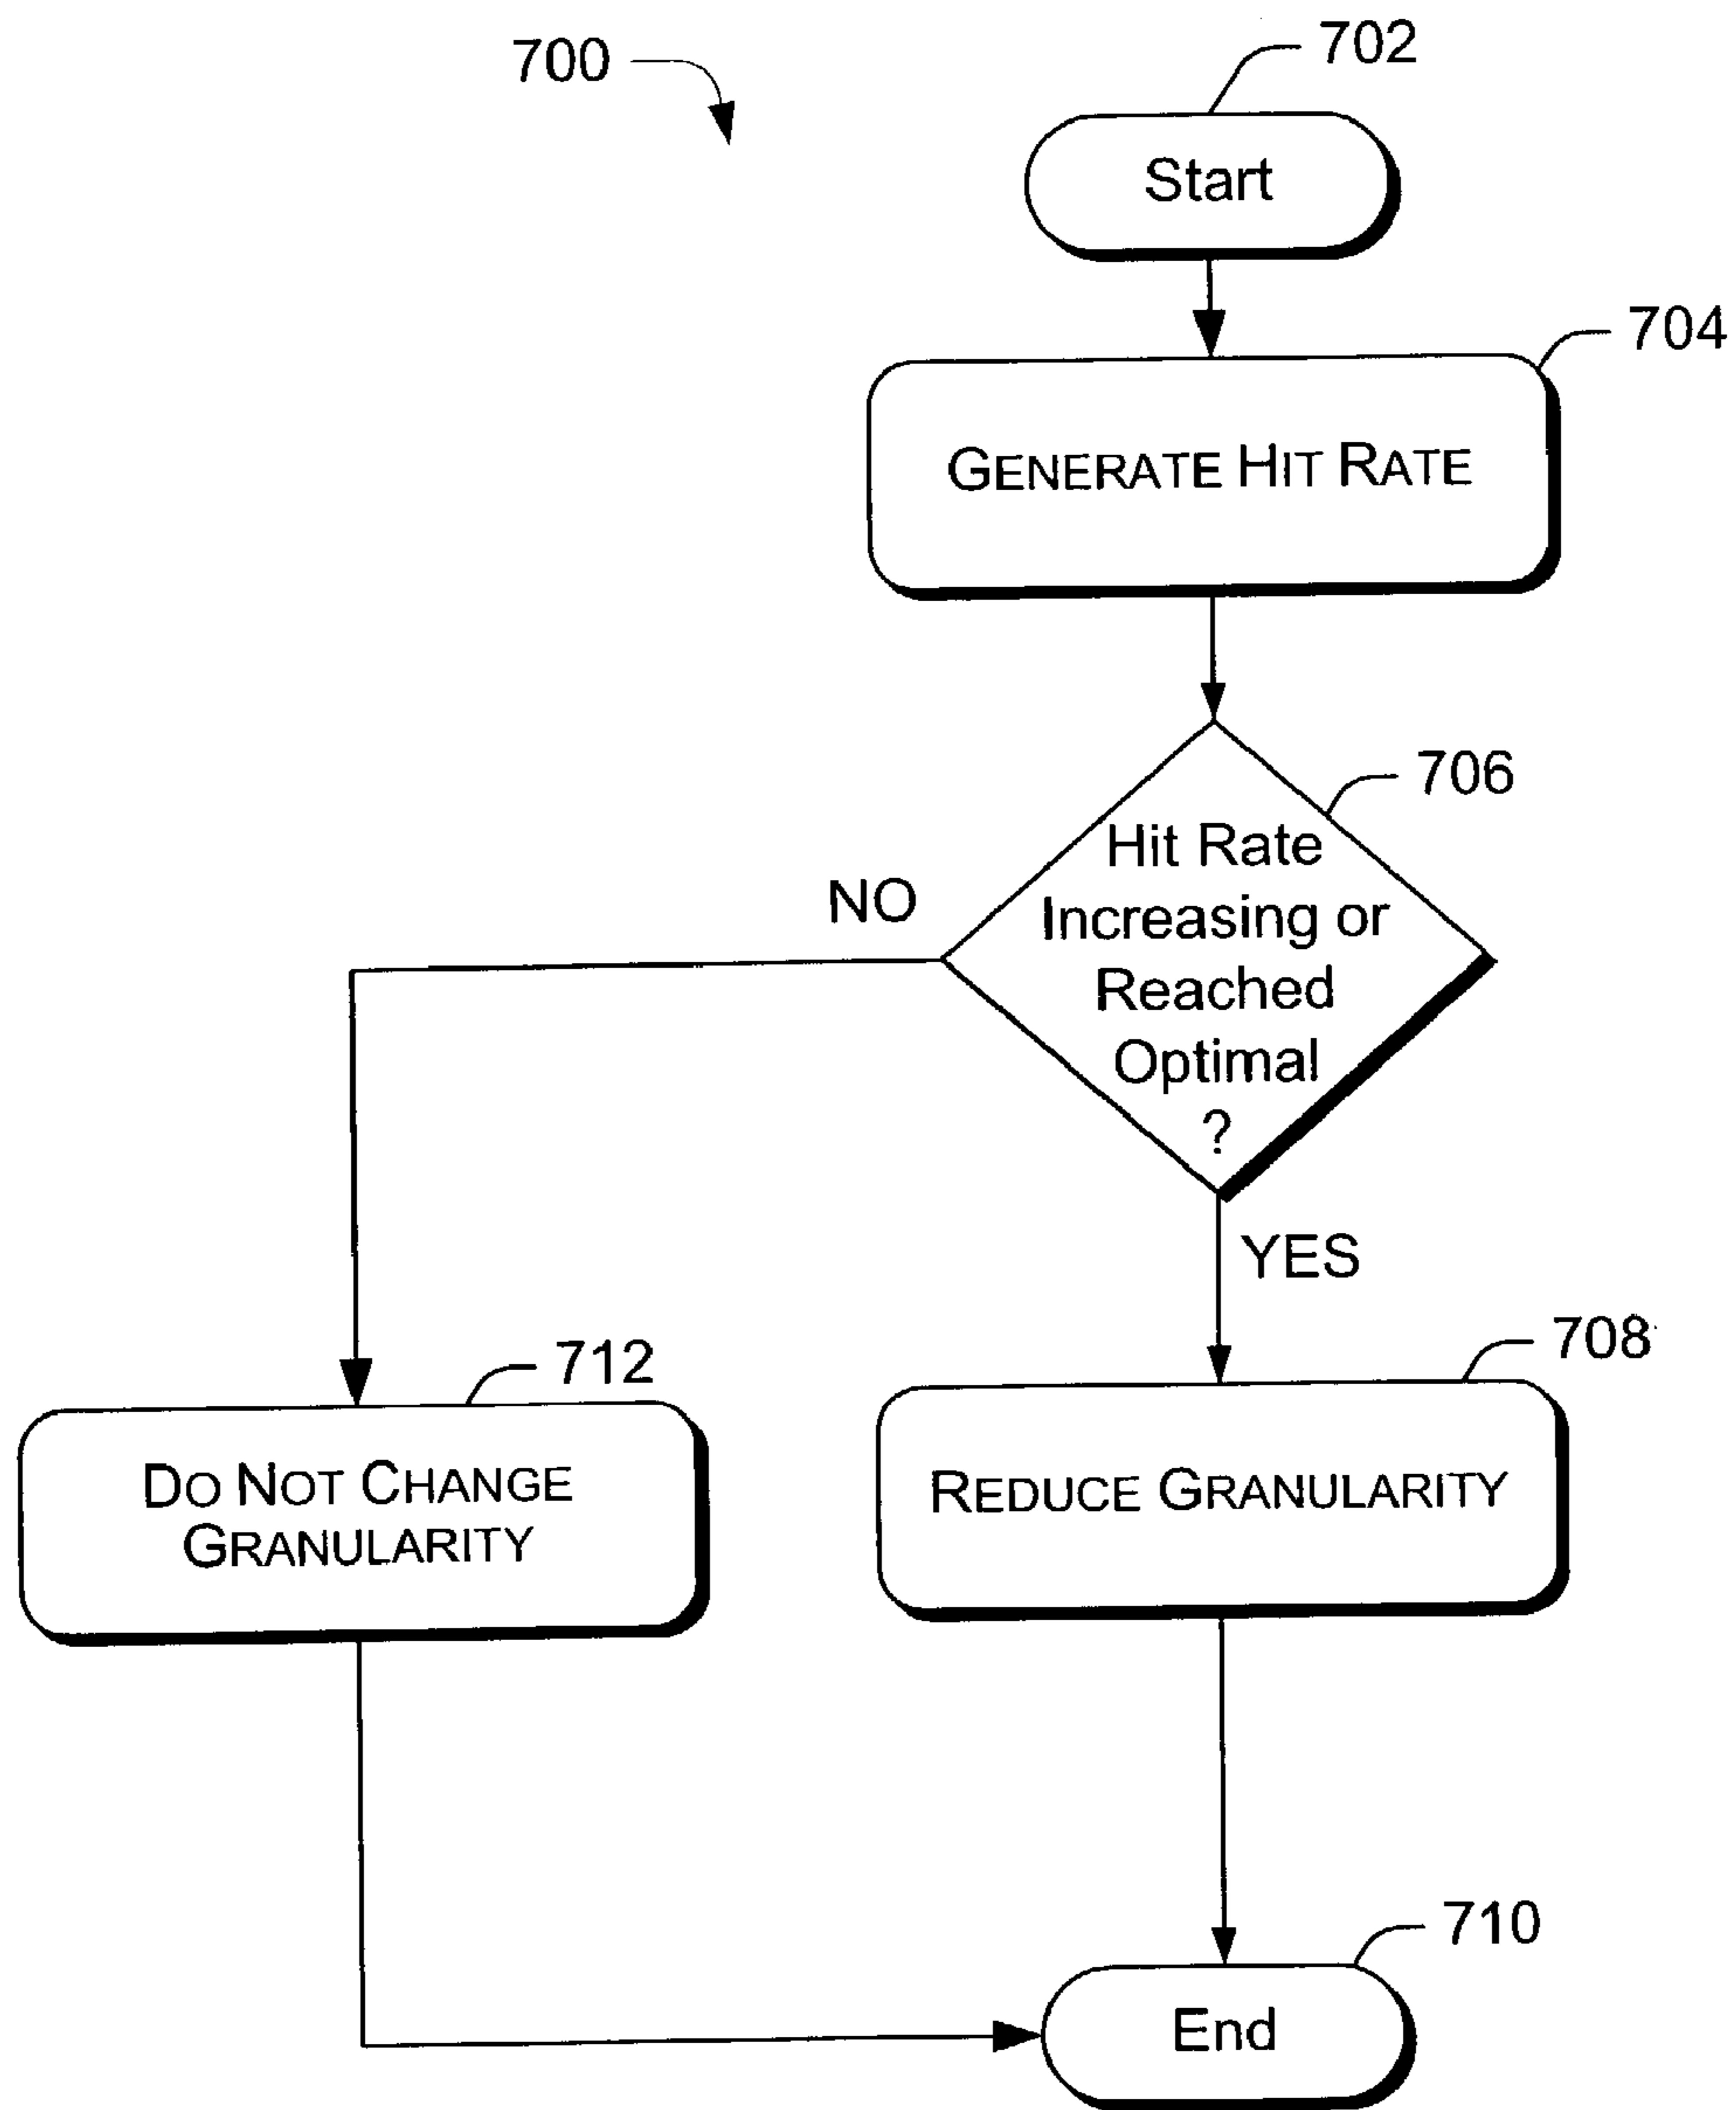 700
702
Start
704
GENERATE HIT RATE
706
Hit Rate
Increasing or
Reached
Optimal
?
NO
YES
712
DO NOT CHANGE
GRANULARITY
708
REDUCE GRANULARITY
710
End